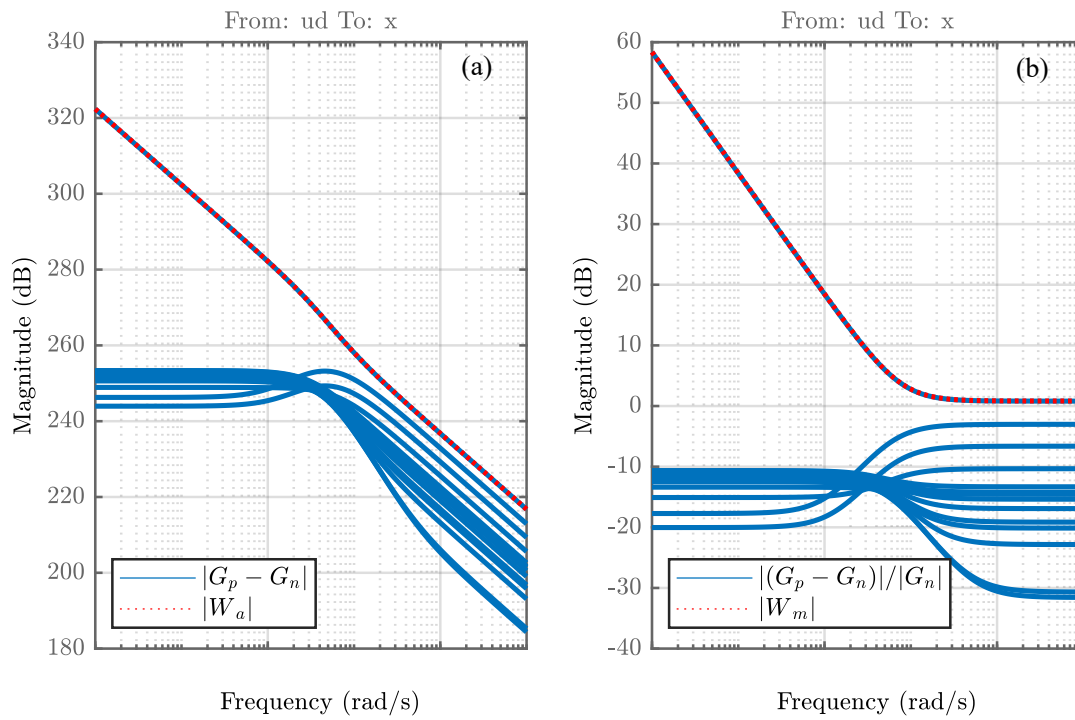 From: ud To: x
(a)
Magnitude (dB)
340
320
300
280
260
240
220
200
180
|G_p − G_n|
|W_a|
Frequency (rad/s)
From: ud To: x
(b)
Magnitude (dB)
60
50
40
30
20
10
0
-10
-20
-30
-40
|(G_p − G_n)|/|G_n|
|W_m|
Frequency (rad/s)